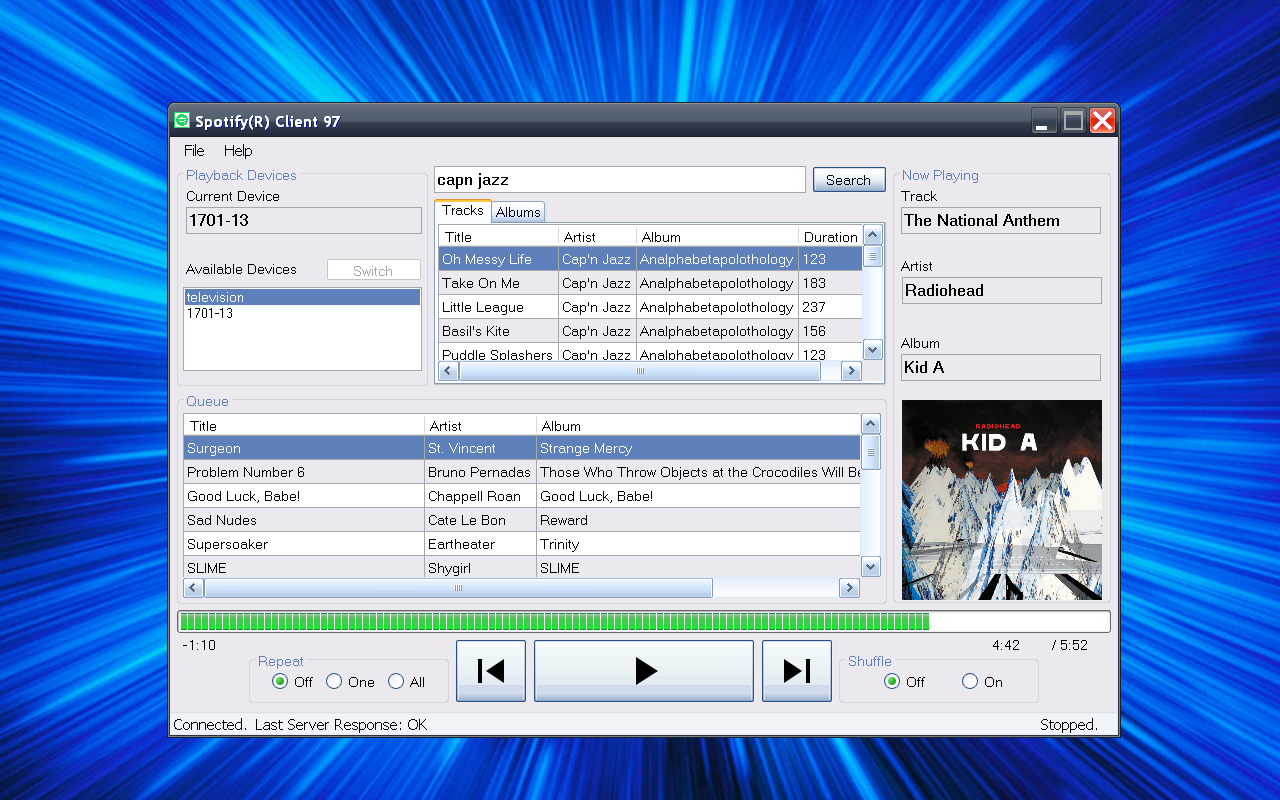 Spotify(R) Client 97
File Help
Playback Devices
Current Device
1701-13
Available Devices
Switch
television
1701-13
capn jazz
Search
Tracks Albums
Title Artist Album Duration
Oh Messy Life Cap'n Jazz Analphabetapolothology 123
Take On Me Cap'n Jazz Analphabetapolothology 183
Little League Cap'n Jazz Analphabetapolothology 237
Basil's Kite Cap'n Jazz Analphabetapolothology 156
Puddle Splashers Cap'n Jazz Analphabetapolothology 123
Now Playing
Track
The National Anthem
Artist
Radiohead
Album
Kid A
RADIOHEAD
KID A
Queue
Title Artist Album
Surgeon St. Vincent Strange Mercy
Problem Number 6 Bruno Pernadas Those Who Throw Objects at the Crocodiles Will Be
Good Luck, Babe! Chappell Roan Good Luck, Babe!
Sad Nudes Cate Le Bon Reward
Supersoaker Eartheater Trinity
SLIME Shygirl SLIME
-1:10 4:42 / 5:52
Repeat
Off One All
Shuffle
Off On
Connected. Last Server Response: OK Stopped.